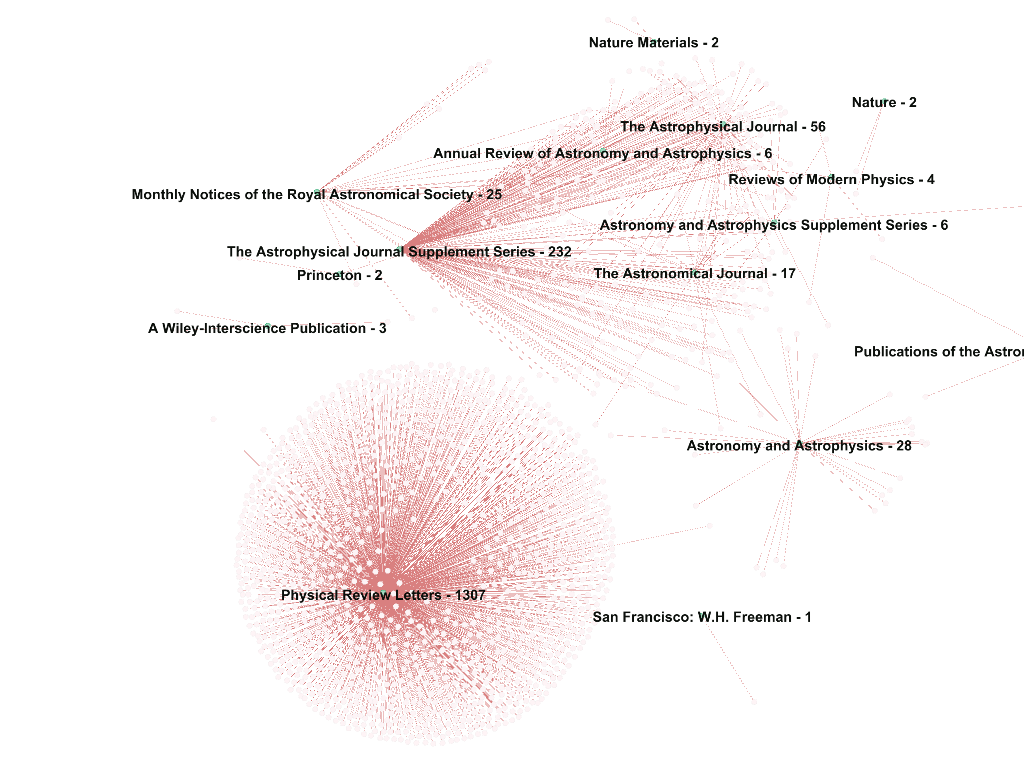 Nature Materials - 2
Nature - 2
The Astrophysical Journal - 56
Annual Review of Astronomy and Astrophysics - 6
Reviews of Modern Physics - 4
Monthly Notices of the Royal Astronomical Society - 25
Astronomy and Astrophysics Supplement Series - 6
The Astrophysical Journal Supplement Series - 232
The Astronomical Journal - 17
Princeton - 2
A Wiley-Interscience Publication - 3
Publications of the
Astronomy and Astrophysics - 28
Physical Review Letters - 1307
San Francisco: W.H. Freeman - 1